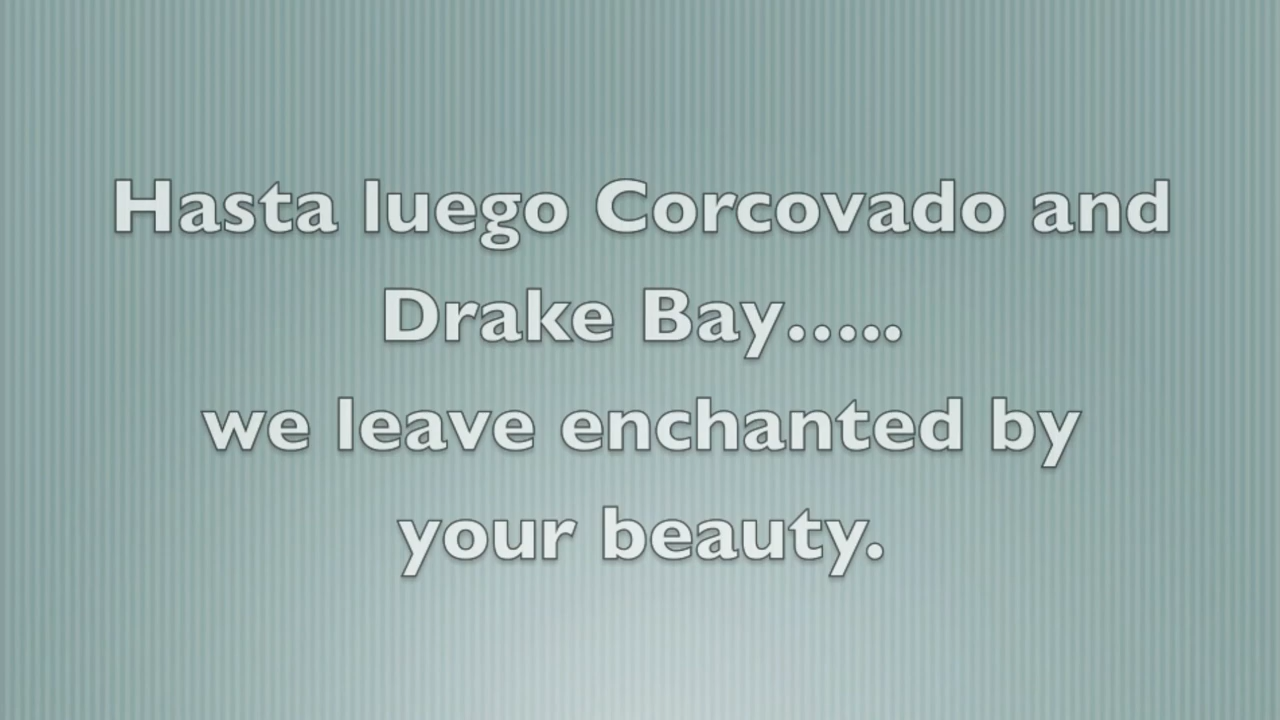 Hasta luego Corcovado and
Drake Bay.....
we leave enchanted by
your beauty.